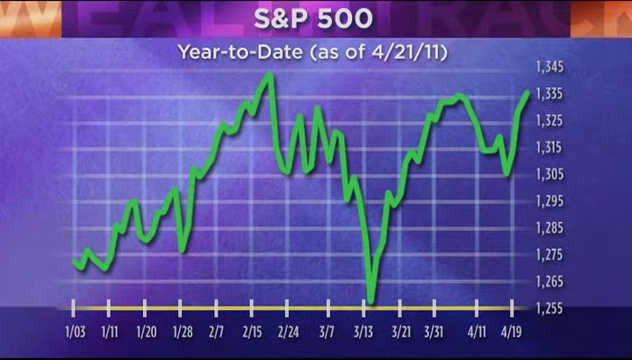 WEALTHTRACK
S&P 500
Year-to-Date (as of 4/21/11)
1,345
1,335
1,325
1,315
1,305
1,295
1,285
1,275
1,265
1,255
1/03 1/11 1/20 1/28 2/7 2/15 2/24 3/7 3/13 3/21 3/31 4/11 4/19